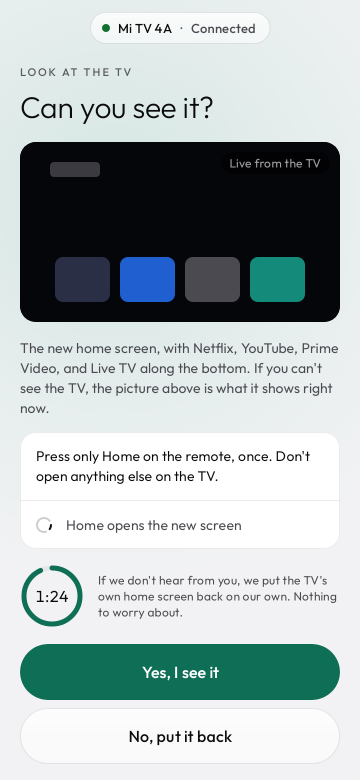 Mi TV 4A · Connected
LOOK AT THE TV
Can you see it?
Live from the TV
The new home screen, with Netflix, YouTube, Prime
Video, and Live TV along the bottom. If you can't
see the TV, the picture above is what it shows right
now.
Press only Home on the remote, once. Don't
open anything else on the TV.
Home opens the new screen
1:24
If we don't hear from you, we put the TV's
own home screen back on our own. Nothing
to worry about.
Yes, I see it
No, put it back